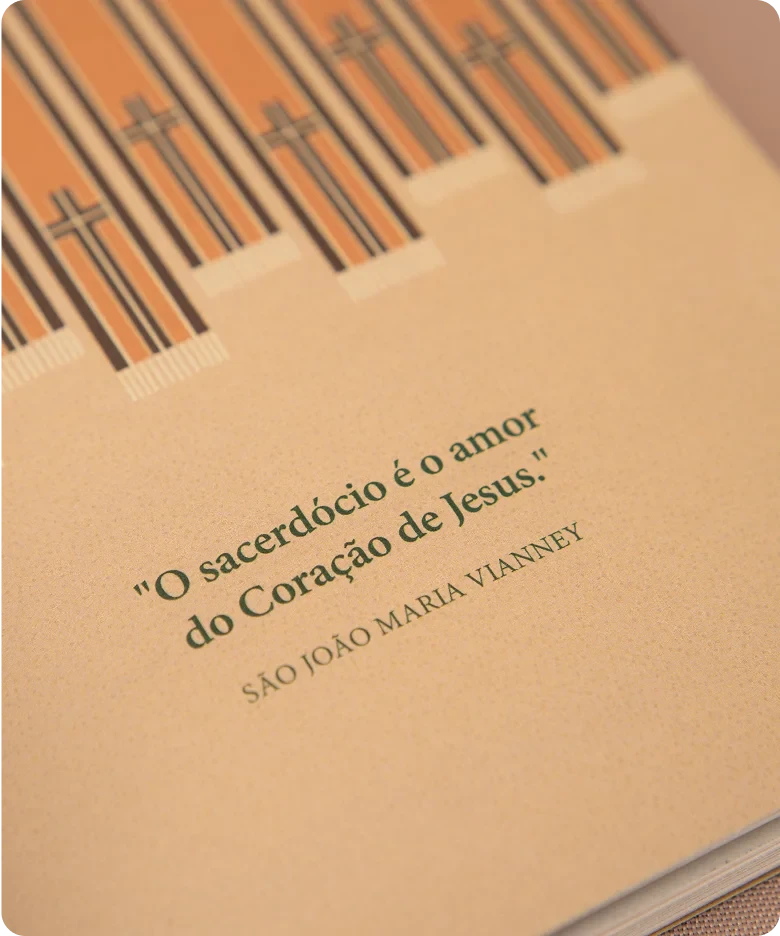 "O sacerdócio é o amor
do Coração de Jesus."
SÃO JOÃO MARIA VIANNEY